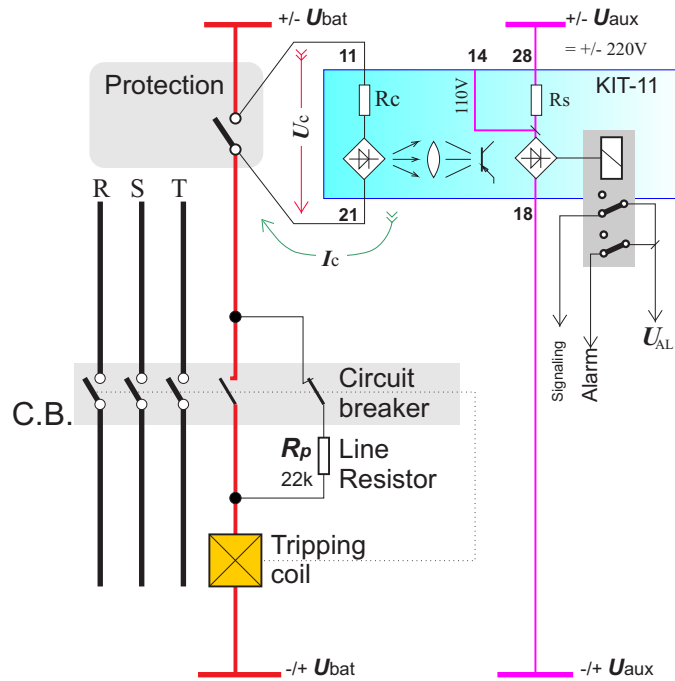 +/- Ubat
+/- Uaux
11
14
28
= +/- 220V
Protection
Rc
110V
Rs
KIT-11
Uc
R S T
21
18
Ic
Signaling
Alarm
UAL
Circuit
breaker
C.B.
Rp
22k
Line
Resistor
Tripping
coil
-/+ Ubat
-/+ Uaux